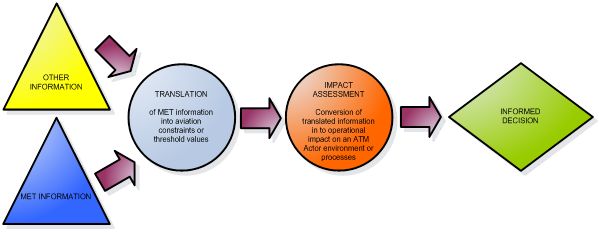 OTHER
INFORMATION
MET INFORMATION
TRANSLATION
of MET information
into aviation
constraints or
threshold values
IMPACT
ASSESSMENT
Conversion of
translated information
in to operational
impact on an ATM
Actor environment or
processes
INFORMED
DECISION